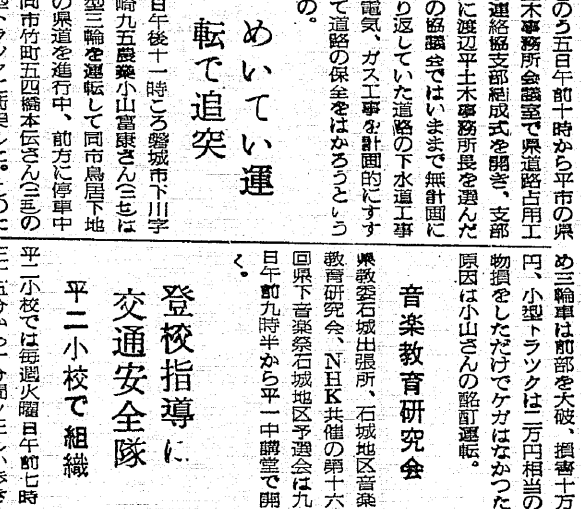 のう五日午前十時から平市の県
木事務所会議室で県道路占用工
連絡協支部結成式を開き、支部
に渡辺平土木事務所長を選んだ
の協議会ではいままで無計画に
り返していた道路の下水道工事
電気、ガス工事を計画的にすす
て道路の保全をはかろうという
の。
めいてい運
転で追突
日午後十一時ころ磐城市下川字
崎九五農業小山富康さん(三七)は
型三輪を運転して同市鳥居下地
の県道を進行中、前方に停車中
同市竹町五四橋本伝さん(三三)の
め三輪車は前部を大破、損害十万
円、小型トラックは二万円相当の
物損をしただけでケガはなかつた
原因は小山さんの酩酊運転。
音楽教育研究会
県教委石城出張所、石城地区音楽
教育研究会、NHK共催の第十六
回県下音楽祭石城地区予選会は九
日午前九時半から平一中講堂で開
く。
登校指導に
交通安全隊
平二小校で組織
平二小校では毎週火曜日午前七時